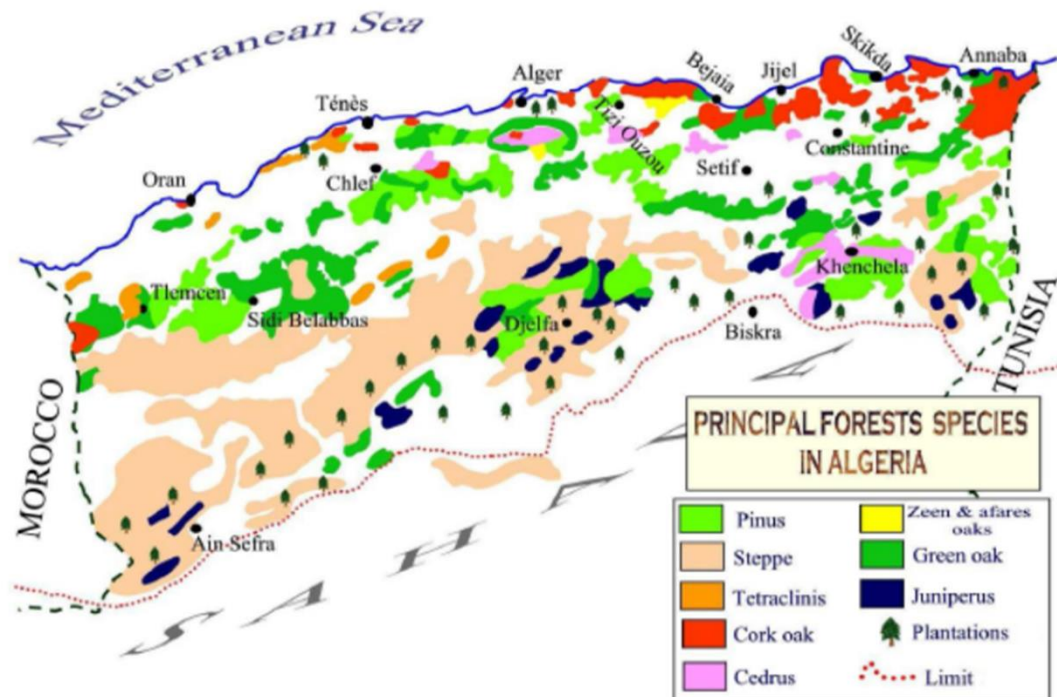 Mediterranean Sea
Ténès
Alger
Tizi Ouzou
Bejaia
Jijel
Skikda
Annaba
Oran
Chlef
Setif
Constantine
Tlemcen
Sidi Belabbas
Djelfa
Khenchela
Biskra
Ain Sefra
MOROCCO
TUNISIA
SAHARA
PRINCIPAL FORESTS SPECIES
IN ALGERIA
Pinus
Steppe
Tetraclinis
Cork oak
Cedrus
Zeen & afares
oaks
Green oak
Juniperus
Plantations
Limit